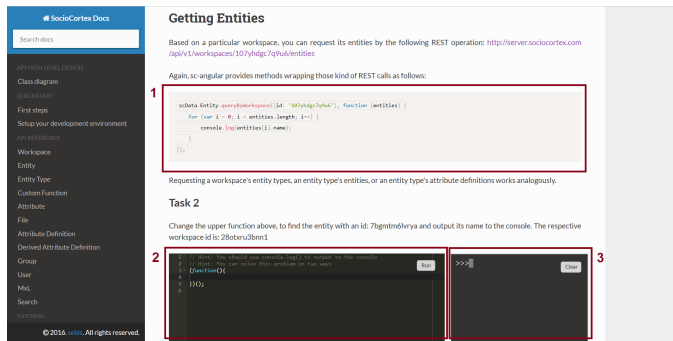 SocioCortex Docs
Search docs
API HIGH LEVEL DESIGN
Class diagram
QUICKSTART
First steps
Setup your development environment
API REFERENCE
Workspace
Entity
Entity Type
Custom Function
Attribute
File
Attribute Definition
Derived Attribute Definition
Group
User
MxL
Search
TUTORIAL
© 2016. sebis. All rights reserved.
Getting Entities
Based on a particular workspace, you can request its entities by the following REST operation: http://server.sociocortex.com
/api/v1/workspaces/107yhdgc7q9u6/entities
Again, sc-angular provides methods wrapping those kind of REST calls as follows:
1
scData.Entity.queryByWorkspace({id: "107yhdgc7q9u6"}, function (entities) {
for (var i = 0; i < entities.length; i++) {
console.log(entities[i].name);
}
});
Requesting a workspace's entity types, an entity type's entities, or an entity type's attribute definitions works analogously.
Task 2
Change the upper function above, to find the entity with an id: 7bgmtm6lvrya and output its name to the console. The respective
workspace id is: 28otxru3bnn1
2
1 // Hint: You should use console.log() to output to the console
2 // Hint: You can solve this problem on two ways
3 (function(){
4
5 })();
6
Run
>>>
Clear
3